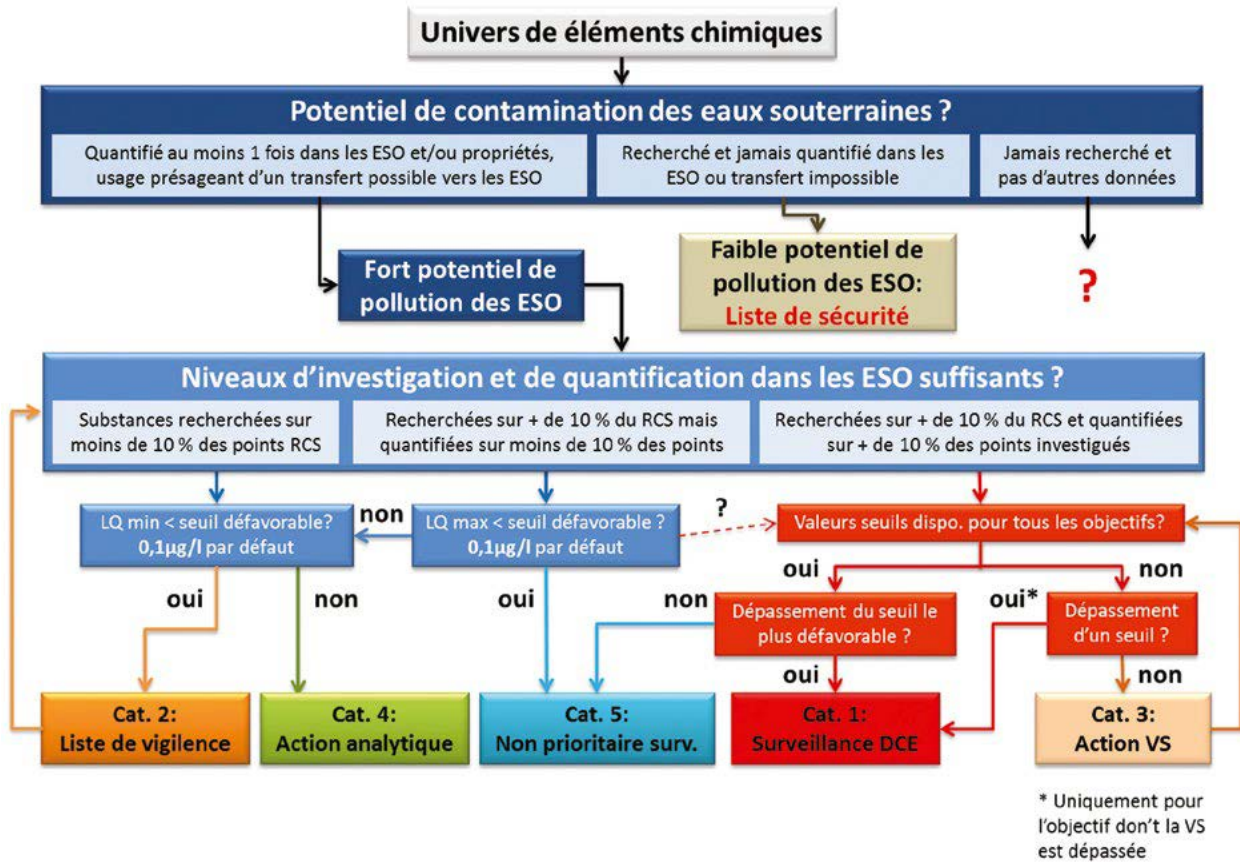 Univers de éléments chimiques
Potentiel de contamination des eaux souterraines ?
Quantifié au moins 1 fois dans les ESO et/ou propriétés,
usage présageant d'un transfert possible vers les ESO
Recherché et jamais quantifié dans les
ESO ou transfert impossible
Jamais recherché et
pas d'autres données
Fort potentiel de
pollution des ESO
Faible potentiel de
pollution des ESO:
Liste de sécurité
?
Niveaux d'investigation et de quantification dans les ESO suffisants ?
Substances recherchées sur
moins de 10 % des points RCS
Recherchées sur + de 10 % du RCS mais
quantifiées sur moins de 10 % des points
Recherchées sur + de 10 % du RCS et quantifiées
sur + de 10 % des points investigués
LQ min < seuil défavorable?
0,1µg/l par défaut
non
LQ max < seuil défavorable ?
0,1µg/l par défaut
?
Valeurs seuils dispo. pour tous les objectifs?
oui
non
oui
non
oui
non
Dépassement du seuil le
plus défavorable ?
oui*
Dépassement
d'un seuil ?
oui
non
Cat. 2:
Liste de vigilence
Cat. 4:
Action analytique
Cat. 5:
Non prioritaire surv.
Cat. 1:
Surveillance DCE
Cat. 3:
Action VS
* Uniquement pour
l'objectif don't la VS
est dépassée